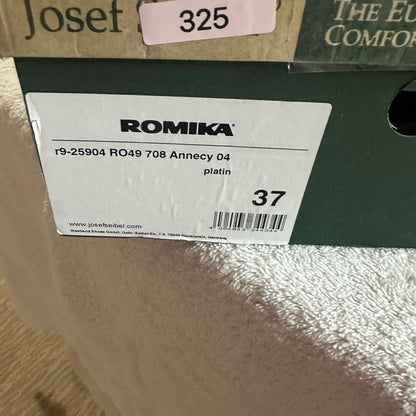 Josef
325
THE EU
COMFOR
ROMIKA
r9-25904 RO49 708 Annecy 04
platin
37
www.josefseibel.com